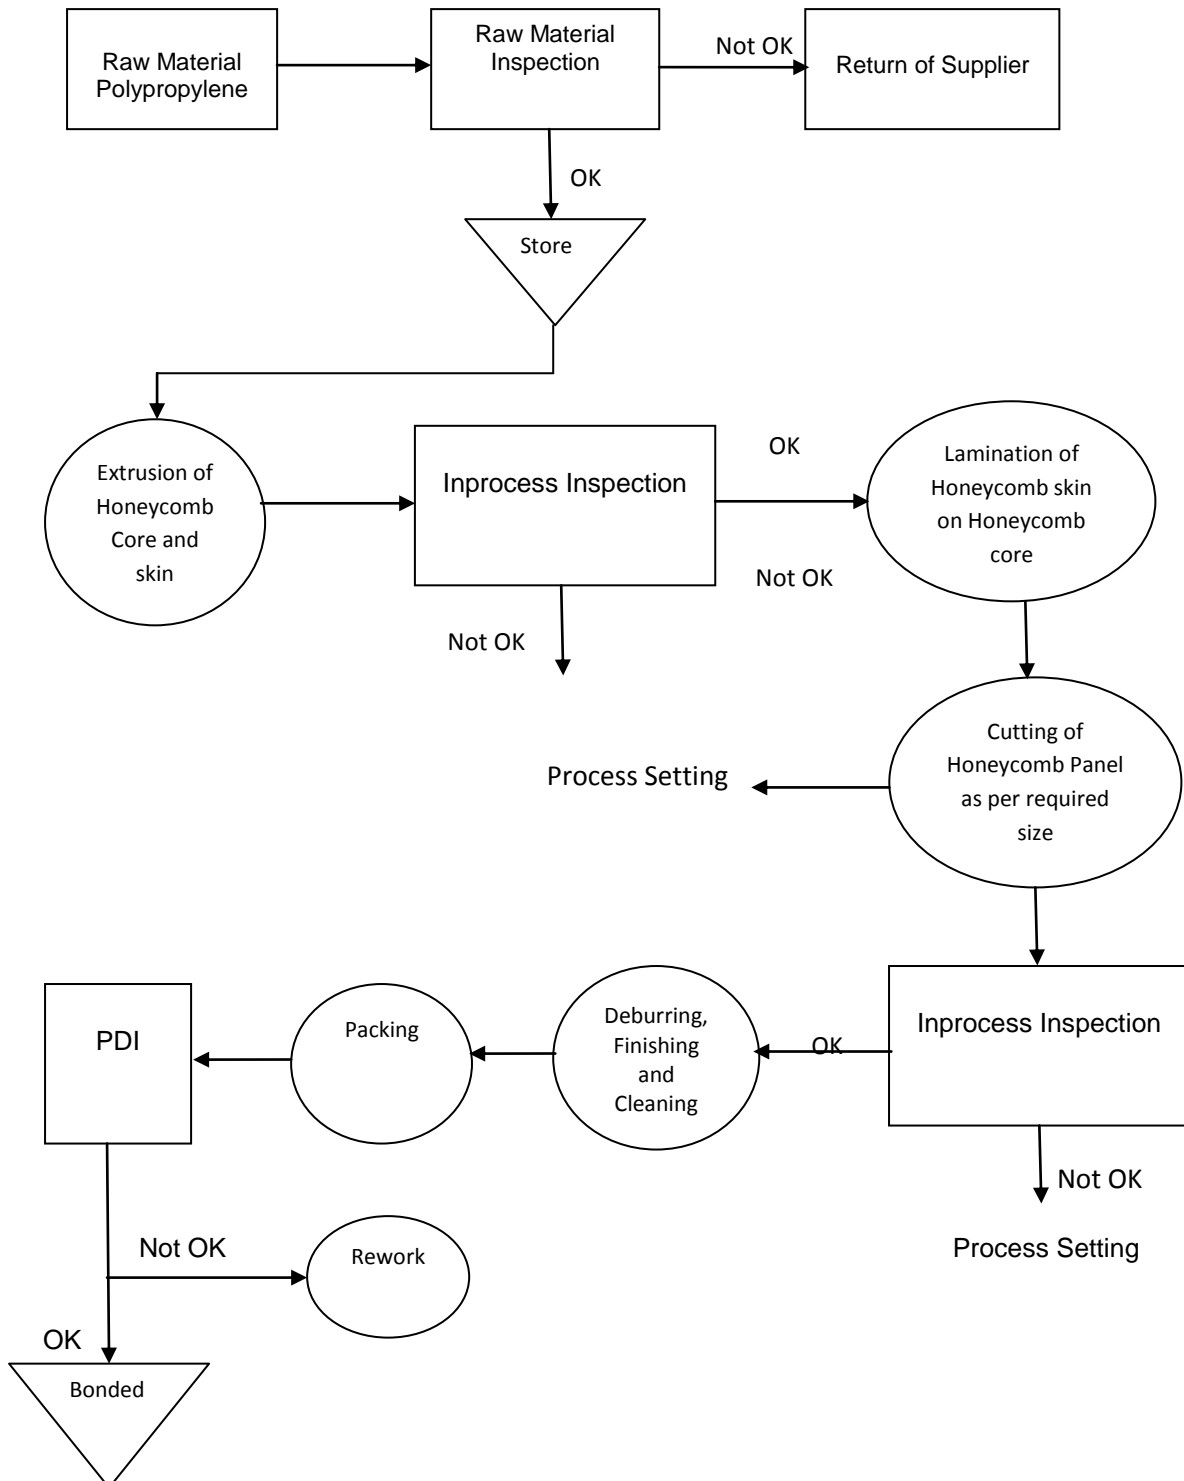 Raw Material
Polypropylene
Raw Material
Inspection
Not OK
Return of Supplier
OK
Store
Extrusion of
Honeycomb
Core and
skin
Inprocess Inspection
OK
Not OK
Not OK
Lamination of
Honeycomb skin
on Honeycomb
core
Process Setting
Cutting of
Honeycomb Panel
as per required
size
PDI
Packing
Deburring,
Finishing
and
Cleaning
OK
Inprocess Inspection
Not OK
Process Setting
Not OK
Rework
OK
Bonded